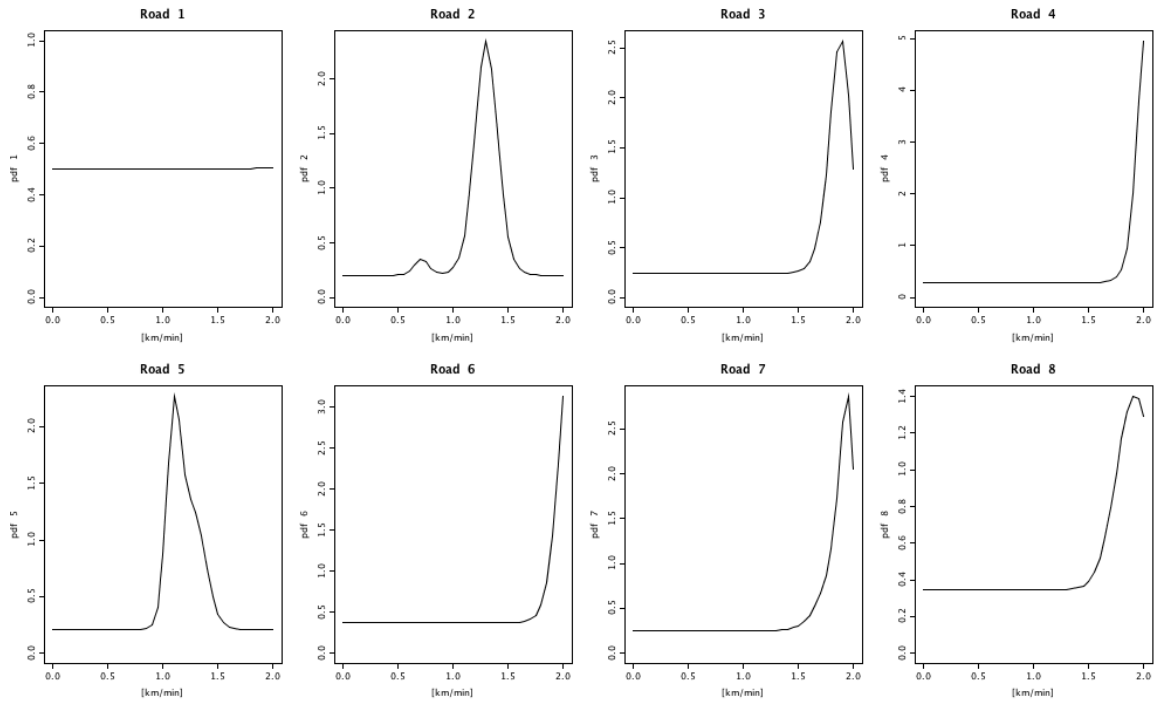 Road 1
Road 2
Road 3
Road 4
pdf 1
0.0 0.2 0.4 0.6 0.8 1.0
0.0 0.5 1.0 1.5 2.0
[km/min]
pdf 2
0.0 0.5 1.0 1.5 2.0
0.0 0.5 1.0 1.5 2.0
[km/min]
pdf 3
0.0 0.5 1.0 1.5 2.0 2.5
0.0 0.5 1.0 1.5 2.0
[km/min]
pdf 4
0 1 2 3 4 5
0.0 0.5 1.0 1.5 2.0
[km/min]
Road 5
Road 6
Road 7
Road 8
pdf 5
0.0 0.5 1.0 1.5 2.0
0.0 0.5 1.0 1.5 2.0
[km/min]
pdf 6
0.0 0.5 1.0 1.5 2.0 2.5 3.0
0.0 0.5 1.0 1.5 2.0
[km/min]
pdf 7
0.0 0.5 1.0 1.5 2.0 2.5
0.0 0.5 1.0 1.5 2.0
[km/min]
pdf 8
0.0 0.2 0.4 0.6 0.8 1.0 1.2 1.4
0.0 0.5 1.0 1.5 2.0
[km/min]